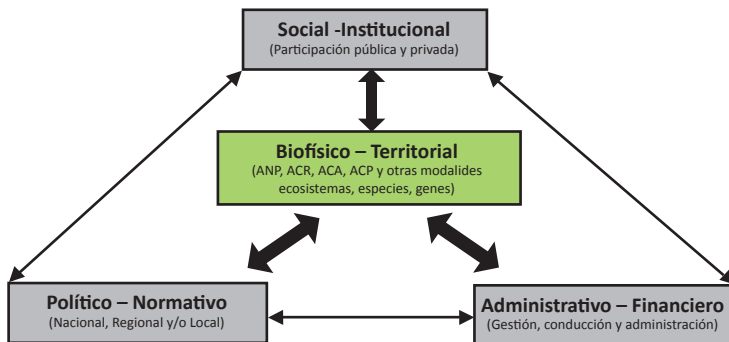 Social -Institucional
(Participación pública y privada)
Biofísico – Territorial
(ANP, ACR, ACA, ACP y otras modalides
ecosistemas, especies, genes)
Político – Normativo
(Nacional, Regional y/o Local)
Administrativo – Financiero
(Gestión, conducción y administración)